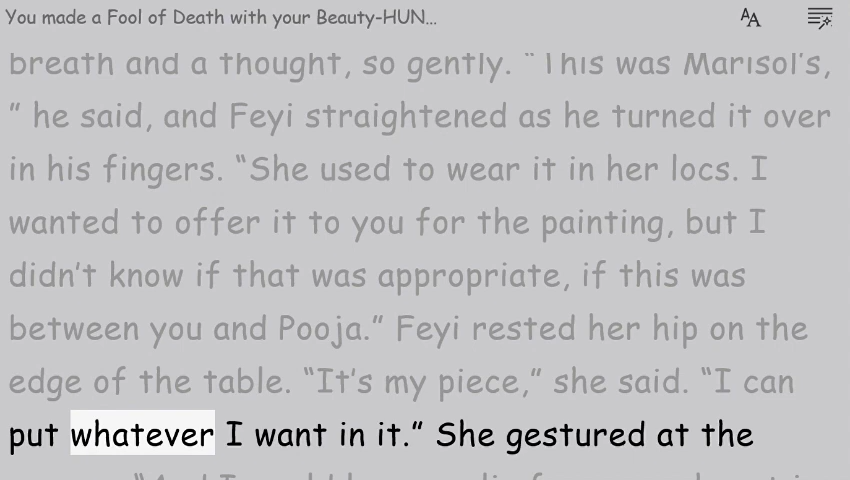 You made a Fool of Death with your Beauty-HUN...
AA
breath and a thought, so gently. “This was Marisol’s,
” he said, and Feyi straightened as he turned it over
in his fingers. “She used to wear it in her locs. I
wanted to offer it to you for the painting, but I
didn’t know if that was appropriate, if this was
between you and Pooja.” Feyi rested her hip on the
edge of the table. “It’s my piece,” she said. “I can
put whatever I want in it.” She gestured at the